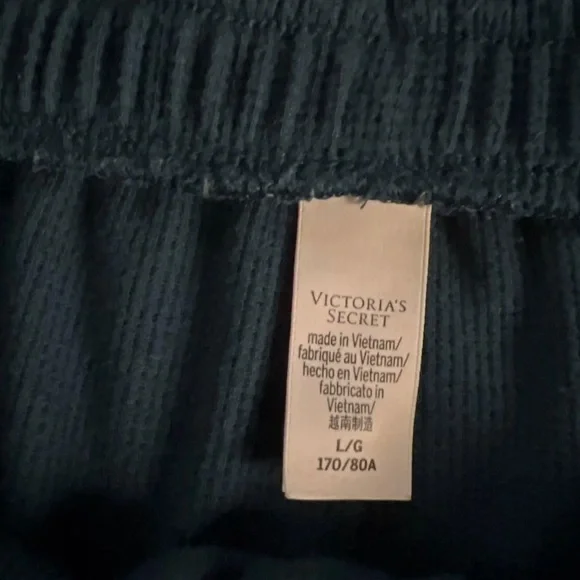 VICTORIA'S
SECRET
made in Vietnam/
fabriqué au Vietnam/
hecho en Vietnam/
fabbricato in
Vietnam/
越南制造
L/G
170/80A